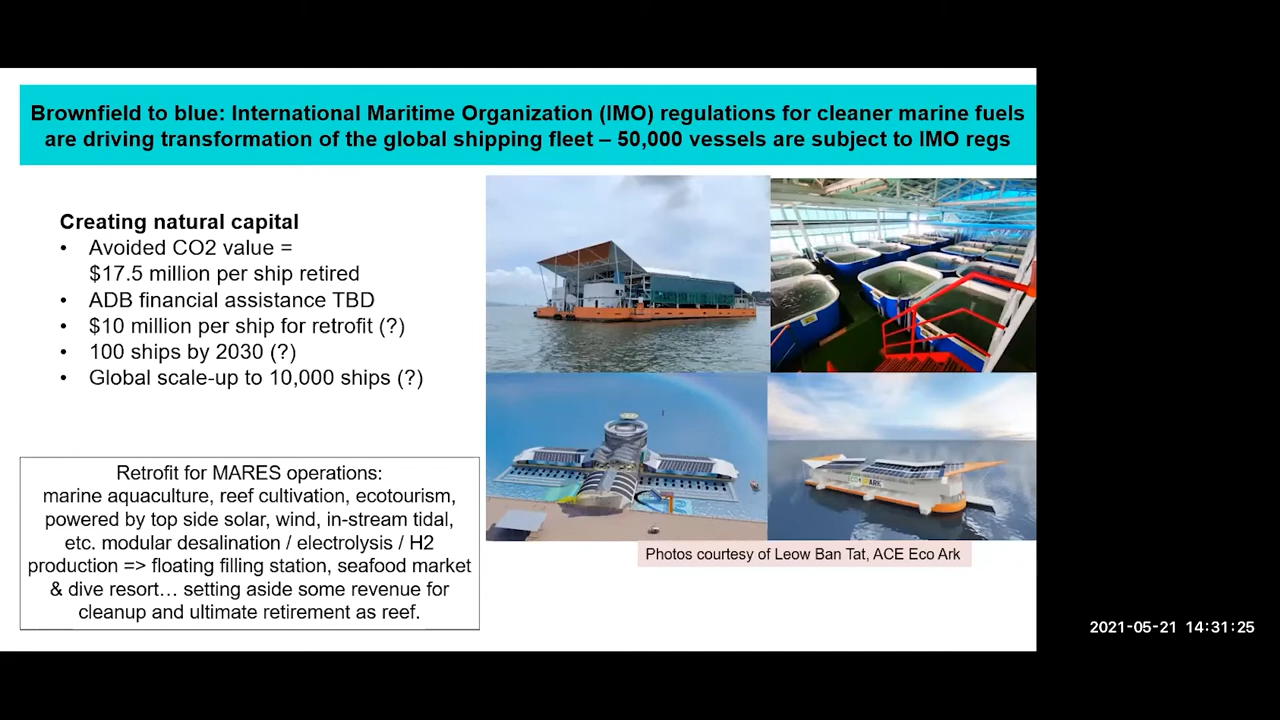 Brownfield to blue: International Maritime Organization (IMO) regulations for cleaner marine fuels
are driving transformation of the global shipping fleet – 50,000 vessels are subject to IMO regs
Creating natural capital
• Avoided CO2 value =
$17.5 million per ship retired
• ADB financial assistance TBD
• $10 million per ship for retrofit (?)
• 100 ships by 2030 (?)
• Global scale-up to 10,000 ships (?)
Retrofit for MARES operations:
marine aquaculture, reef cultivation, ecotourism,
powered by top side solar, wind, in-stream tidal,
etc. modular desalination / electrolysis / H2
production => floating filling station, seafood market
& dive resort… setting aside some revenue for
cleanup and ultimate retirement as reef.
Photos courtesy of Leow Ban Tat, ACE Eco Ark
2021-05-21 14:31:25